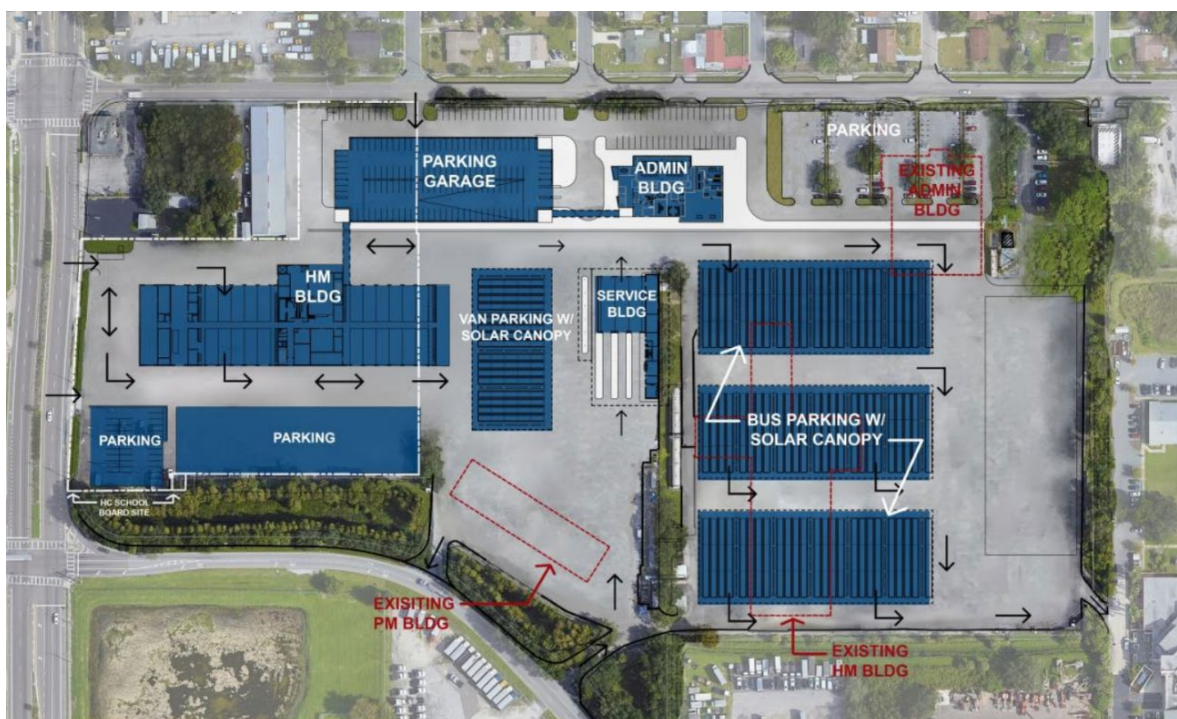 PARKING
PARKING
GARAGE
ADMIN
BLDG
EXISTING
ADMIN
BLDG
HM
BLDG
VAN PARKING W/
SOLAR CANOPY
SERVICE
BLDG
BUS PARKING W/
SOLAR CANOPY
PARKING
PARKING
HC SCHOOL
BOARD SITE
EXISITING
PM BLDG
EXISTING
HM BLDG